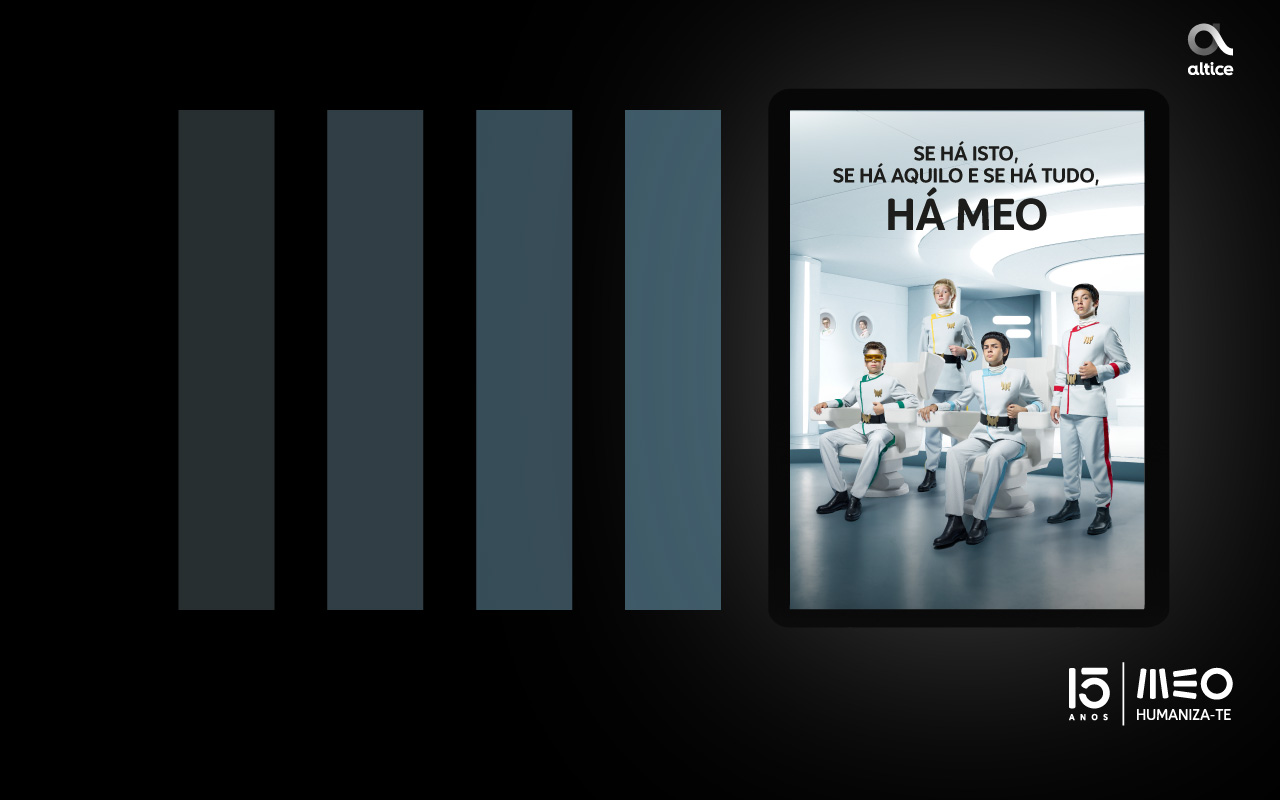 altice
SE HÁ ISTO,
SE HÁ AQUILO E SE HÁ TUDO,
HÁ MEO
15
ANOS
MEO
HUMANIZA-TE